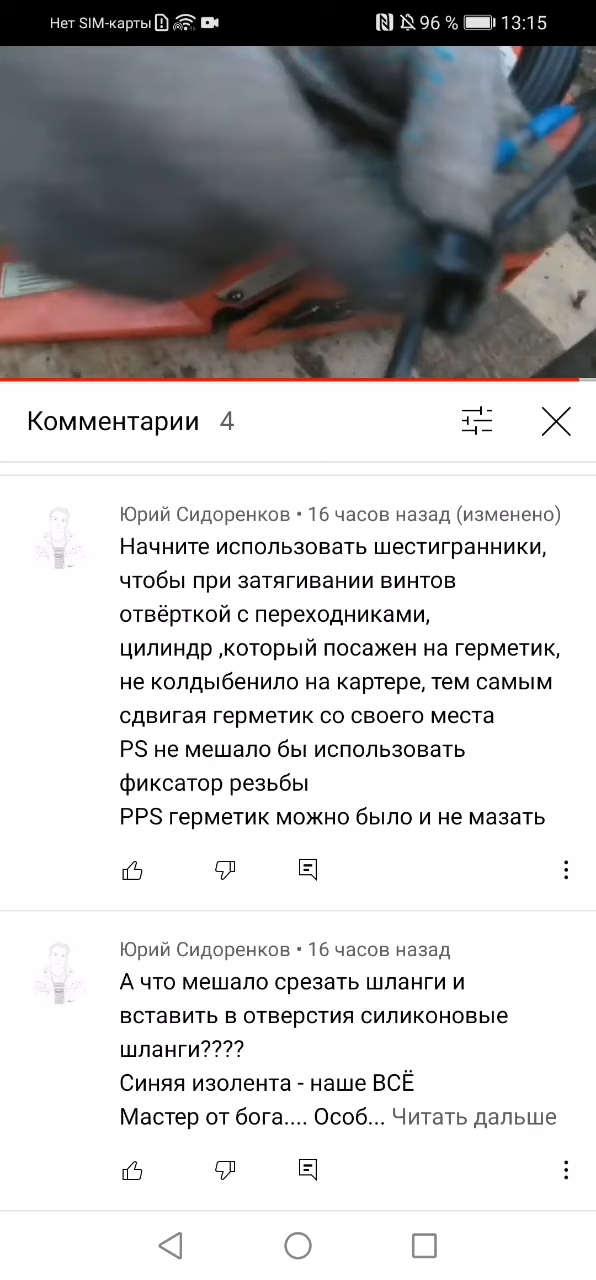 Нет SIM-карты 96 % 13:15
Комментарии 4
Юрий Сидоренков • 16 часов назад (изменено)
Начните использовать шестигранники,
чтобы при затягивании винтов
отвёрткой с переходниками,
цилиндр ,который посажен на герметик,
не колдыбенило на картере, тем самым
сдвигая герметик со своего места
PS не мешало бы использовать
фиксатор резьбы
PPS герметик можно было и не мазать
Юрий Сидоренков • 16 часов назад
А что мешало срезать шланги и
вставить в отверстия силиконовые
шланги????
Синяя изолента - наше ВСЁ
Мастер от бога.... Особ... Читать дальше